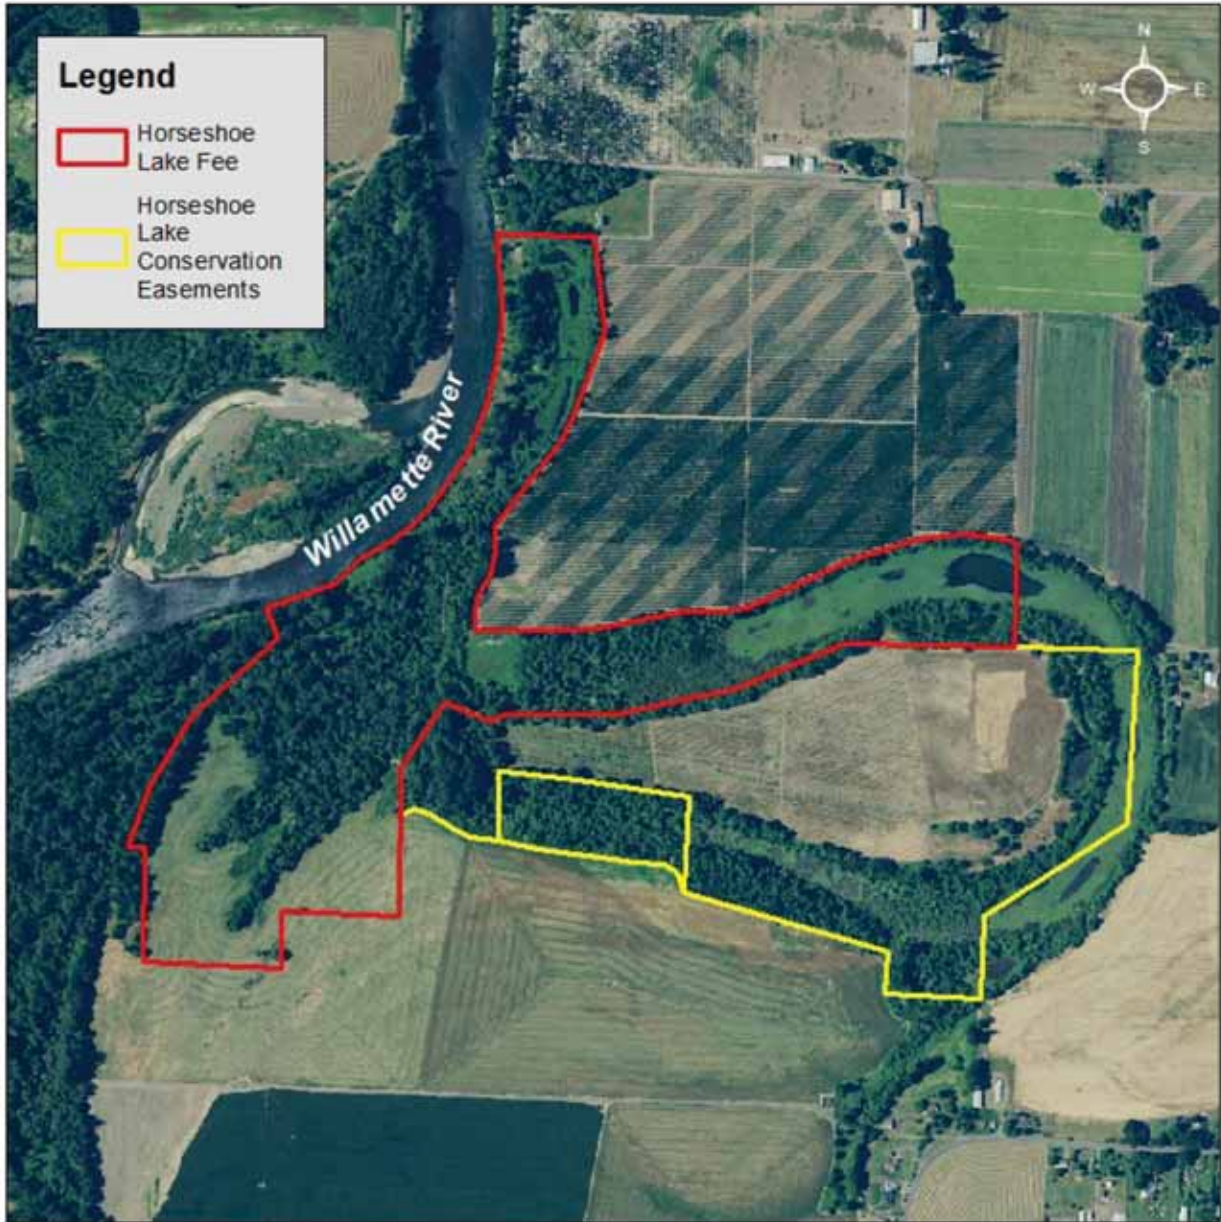 Legend
Horseshoe
Lake Fee
Horseshoe
Lake
Conservation
Easements
N
W E
S
Willamette River